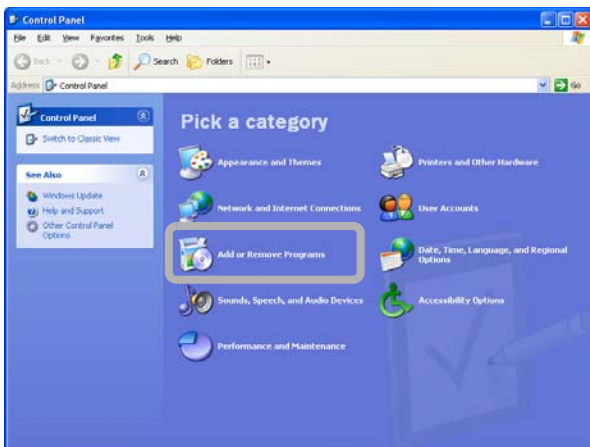 Control Panel
File Edit View Favorites Tools Help
Back Search Folders
Address Control Panel Go
Control Panel
Switch to Classic View
See Also
Windows Update
Help and Support
Other Control Panel
Options
Pick a category
Appearance and Themes
Printers and Other Hardware
Network and Internet Connections
User Accounts
Add or Remove Programs
Date, Time, Language, and Regional
Options
Sounds, Speech, and Audio Devices
Accessibility Options
Performance and Maintenance